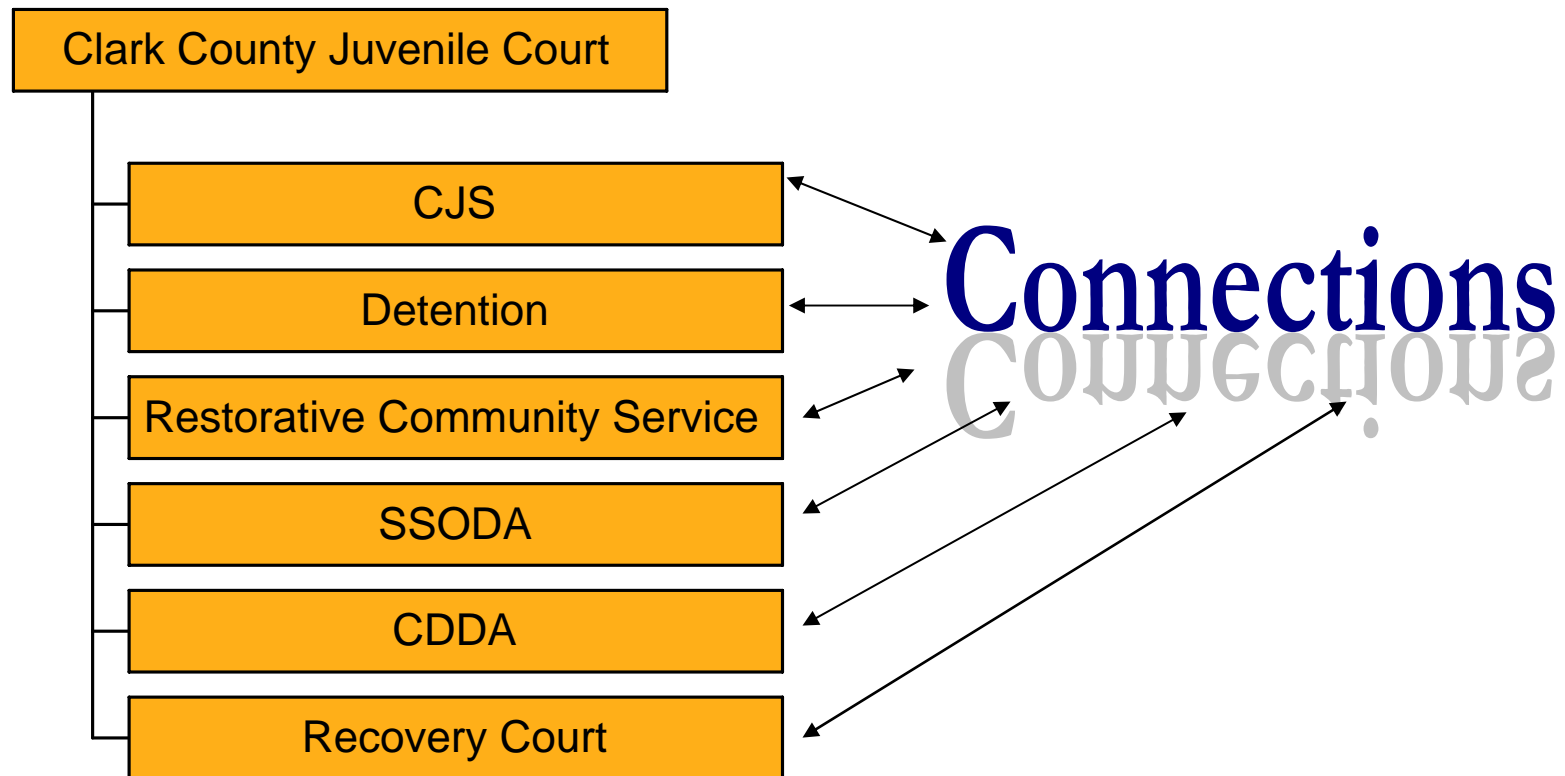 Clark County Juvenile Court
CJS
Detention
Restorative Community Service
SSODA
CDDA
Recovery Court
Connections